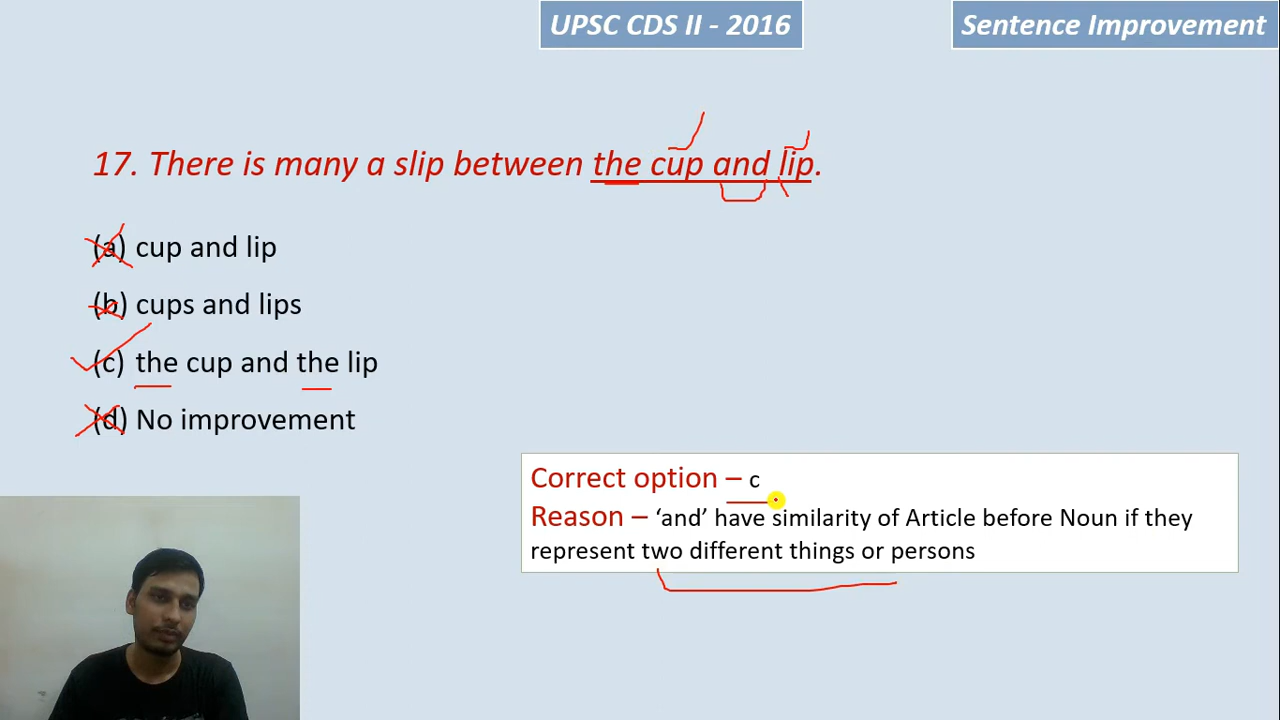 UPSC CDS II - 2016
Sentence Improvement
17. There is many a slip between the cup and lip.
(a) cup and lip
(b) cups and lips
(c) the cup and the lip
(d) No improvement
Correct option – c
Reason – ‘and’ have similarity of Article before Noun if they
represent two different things or persons